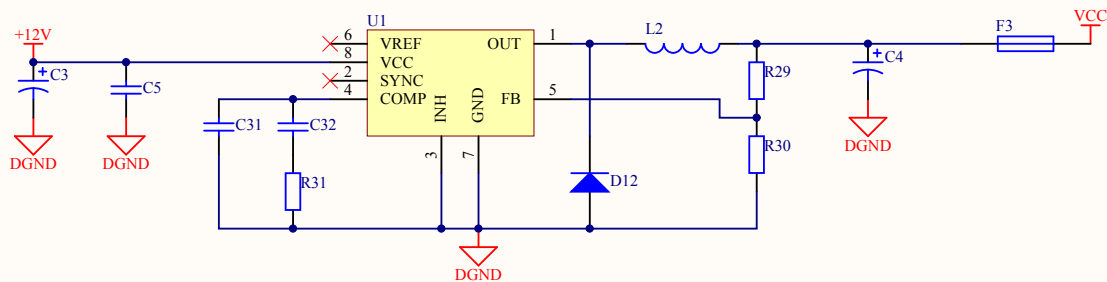 +12V
C3
DGND
C5
DGND
C31
C32
R31
U1
6 VREF OUT 1
8 VCC
2 SYNC
4 COMP FB 5
INH
GND
3
7
DGND
D12
L2
R29
R30
C4
DGND
F3
VCC